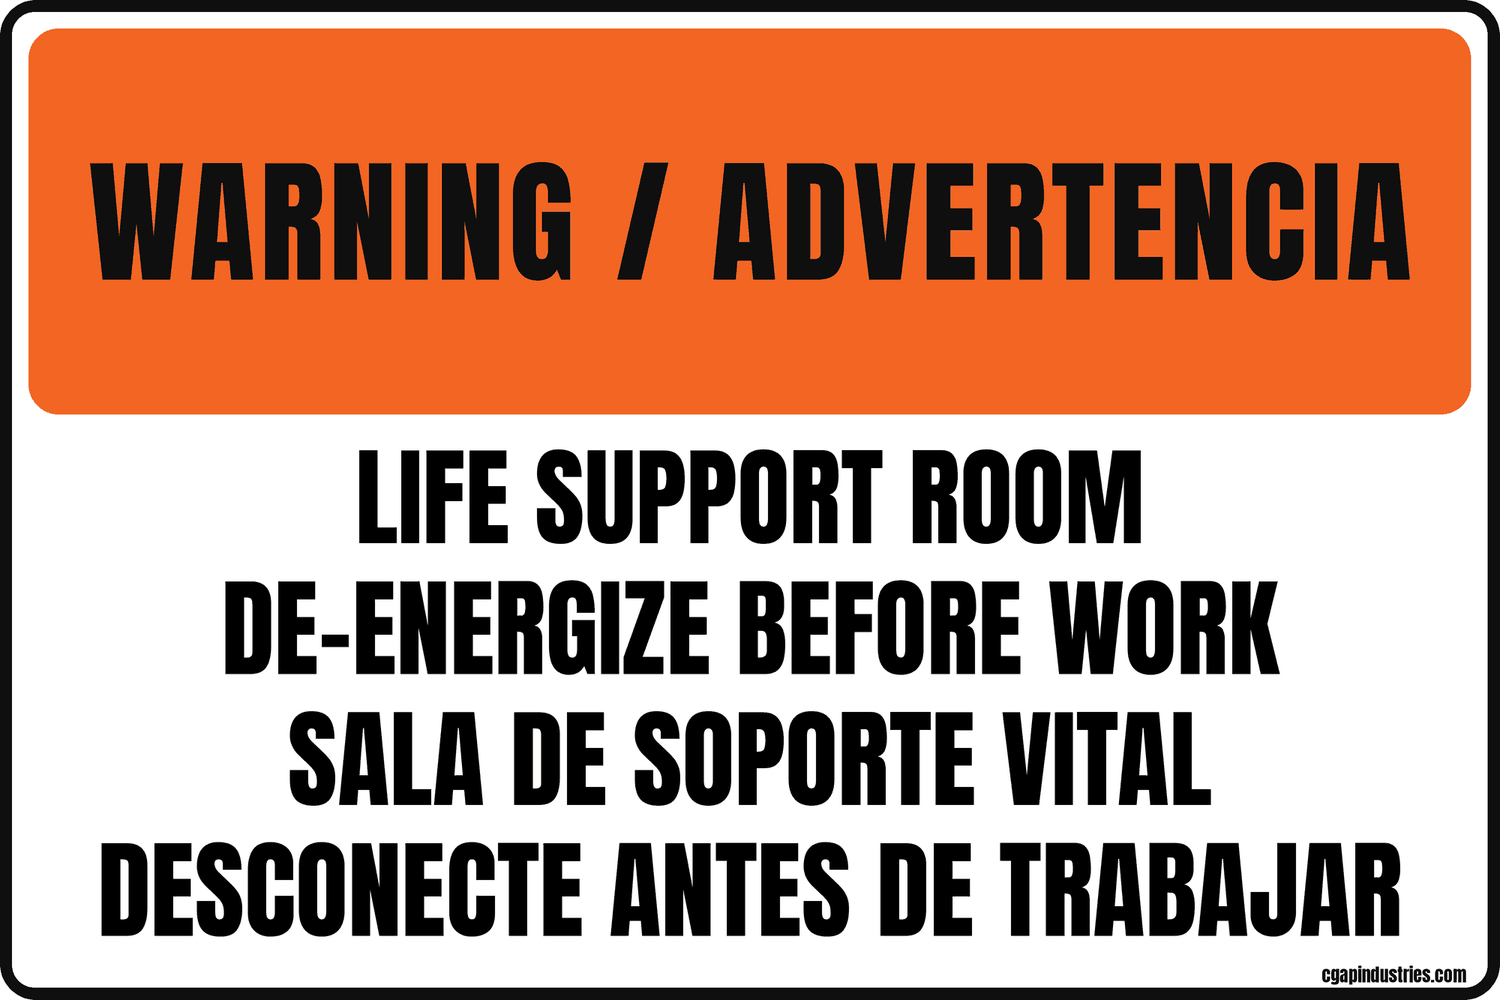 WARNING / ADVERTENCIA
LIFE SUPPORT ROOM
DE-ENERGIZE BEFORE WORK
SALA DE SOPORTE VITAL
DESCONECTE ANTES DE TRABAJAR
cgapindustries.com